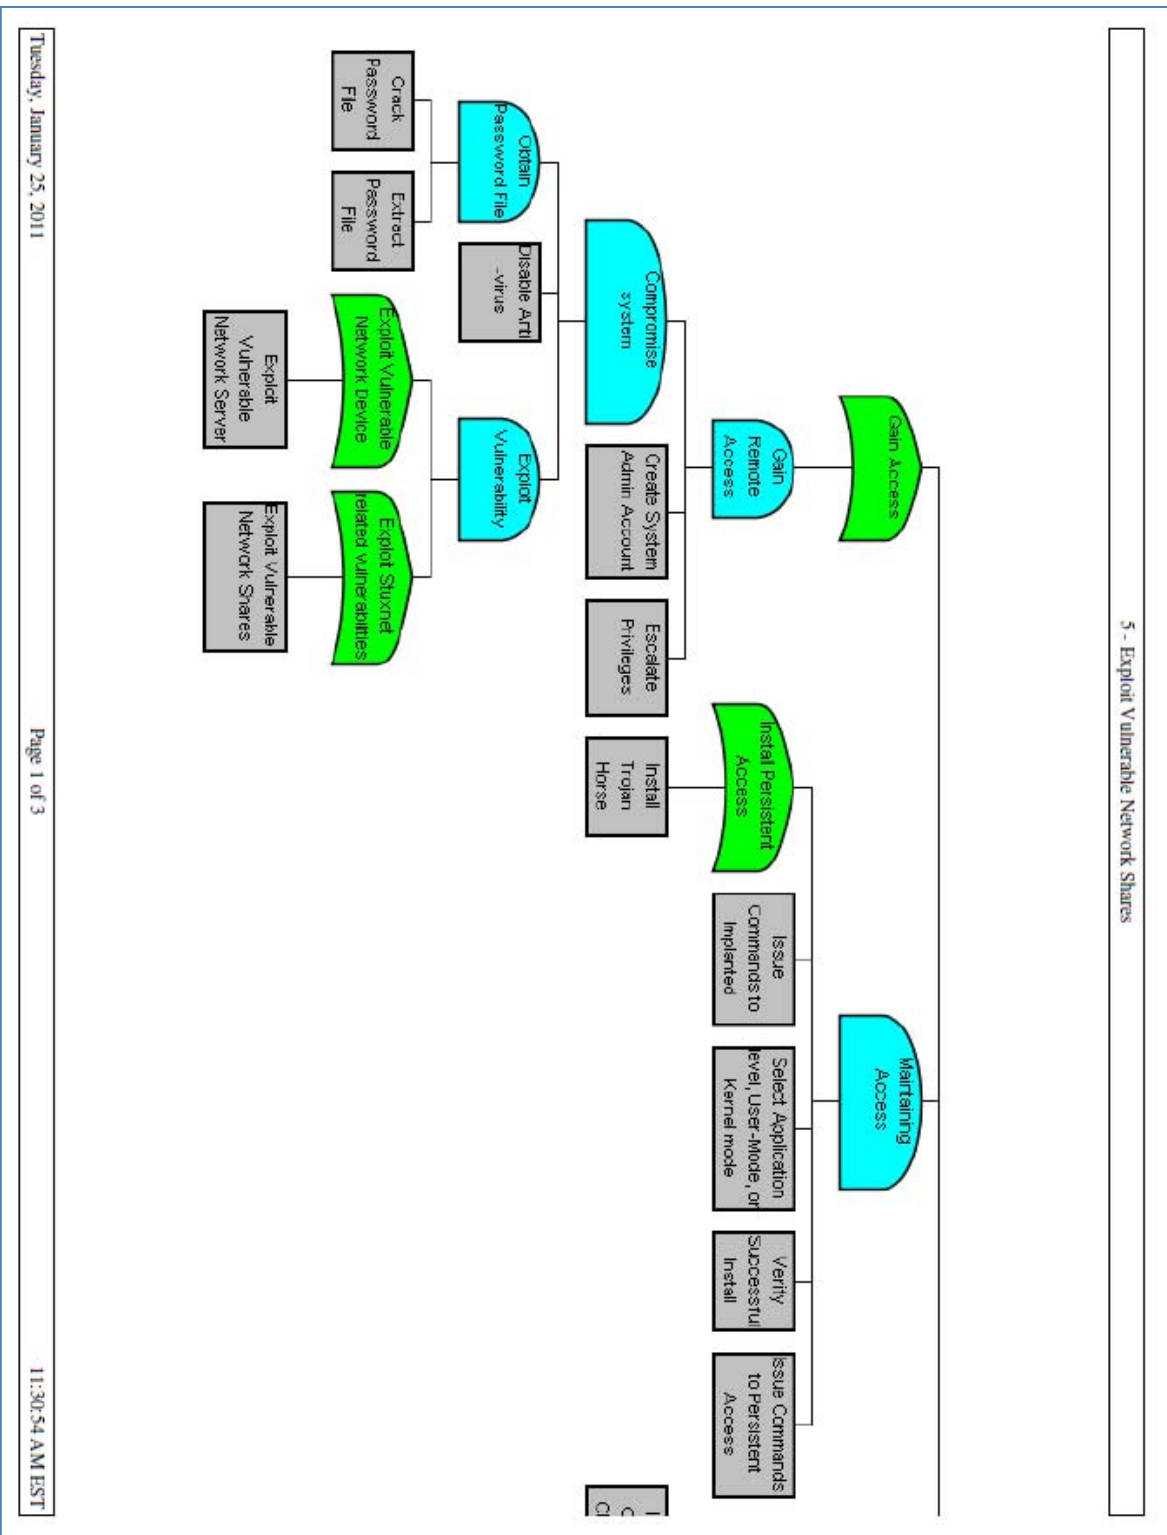 5 - Exploit Vulnerable Network Shares
Gain Access
Maintaining
Access
Gain
Remote
Access
Instal Persistent
Access
Issue
Commands to
Implanted
Select Application
level, User-Mode, or
Kernel mode
Verify
Successful
Install
Issue Commands
to Persistent
Access
Compromise
system
Create System
Admin Account
Escalate
Privileges
Install
Trojan
Horse
Obtain
Password File
Disable Anti
-virus
Exploit
Vulnerability
Crack
Password
File
Extract
Password
File
Exploit Vulnerable
Network Device
Exploit Stuxnet
related vulnerabilities
Exploit
Vulnerable
Network Server
Exploit Vulnerable
Network Shares
Tuesday, January 25, 2011
Page 1 of 3
11:30:54 AM EST